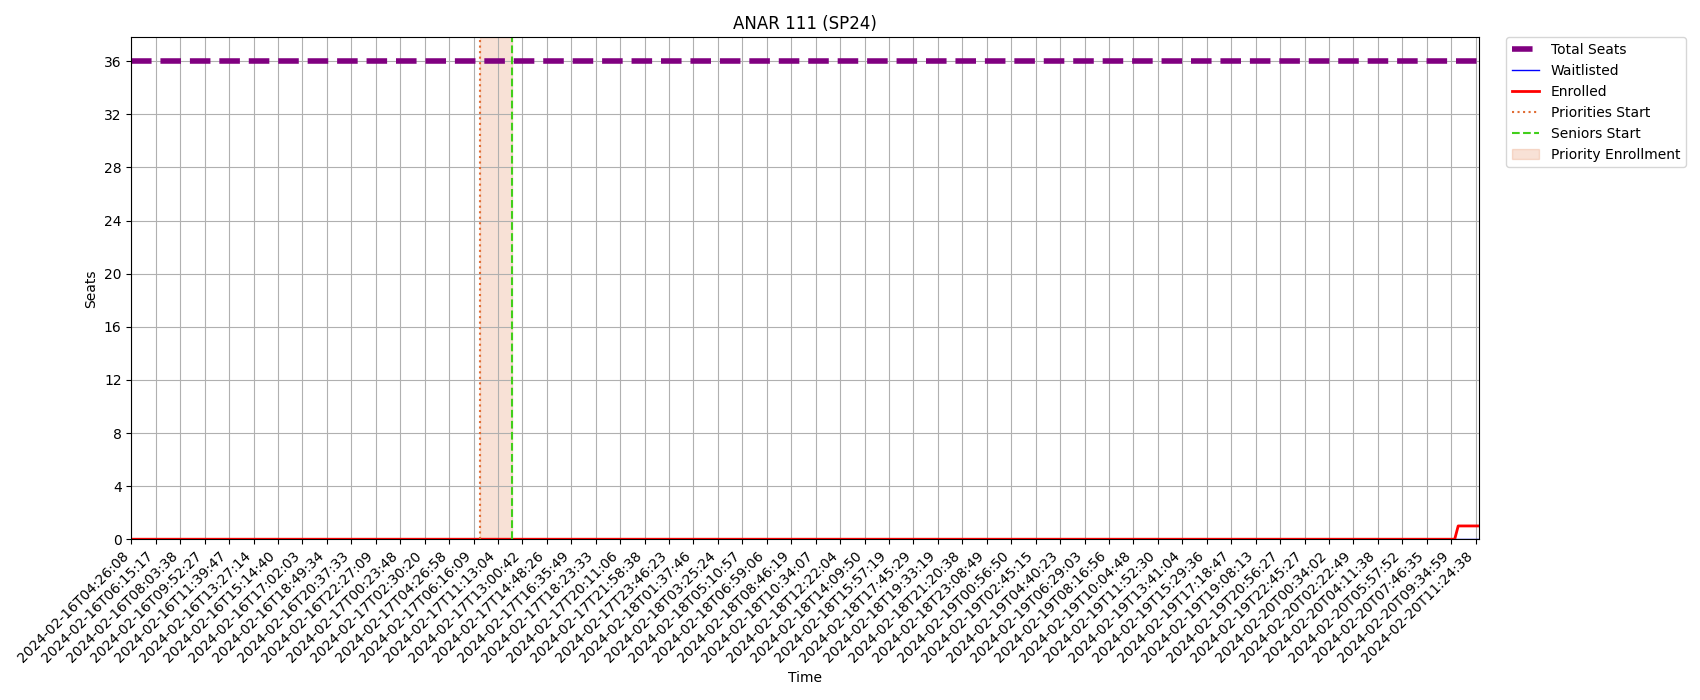 ANAR 111 (SP24)
Total Seats
Waitlisted
Enrolled
Priorities Start
Seniors Start
Priority Enrollment
Seats
36
32
28
24
20
16
12
8
4
0
2024-02-16T04:26:08
2024-02-16T06:15:17
2024-02-16T08:03:38
2024-02-16T09:52:27
2024-02-16T11:39:47
2024-02-16T13:27:14
2024-02-16T15:14:40
2024-02-16T17:02:03
2024-02-16T18:49:34
2024-02-16T20:37:33
2024-02-16T22:27:09
2024-02-17T00:23:48
2024-02-17T02:30:20
2024-02-17T04:26:58
2024-02-17T06:16:09
2024-02-17T11:13:04
2024-02-17T13:00:42
2024-02-17T14:48:26
2024-02-17T16:35:49
2024-02-17T18:23:33
2024-02-17T20:11:06
2024-02-17T21:58:38
2024-02-17T23:46:23
2024-02-18T01:37:46
2024-02-18T03:25:24
2024-02-18T05:10:57
2024-02-18T06:59:06
2024-02-18T08:46:19
2024-02-18T10:34:07
2024-02-18T12:22:04
2024-02-18T14:09:50
2024-02-18T15:57:19
2024-02-18T17:45:29
2024-02-18T19:33:19
2024-02-18T21:20:38
2024-02-18T23:08:49
2024-02-19T00:56:50
2024-02-19T02:45:15
2024-02-19T04:40:23
2024-02-19T06:29:03
2024-02-19T08:16:56
2024-02-19T10:04:48
2024-02-19T11:52:30
2024-02-19T13:41:04
2024-02-19T15:29:36
2024-02-19T17:18:47
2024-02-19T19:08:13
2024-02-19T20:56:27
2024-02-19T22:45:27
2024-02-20T00:34:02
2024-02-20T02:22:49
2024-02-20T04:11:38
2024-02-20T05:57:52
2024-02-20T07:46:35
2024-02-20T09:34:59
2024-02-20T11:24:38
Time